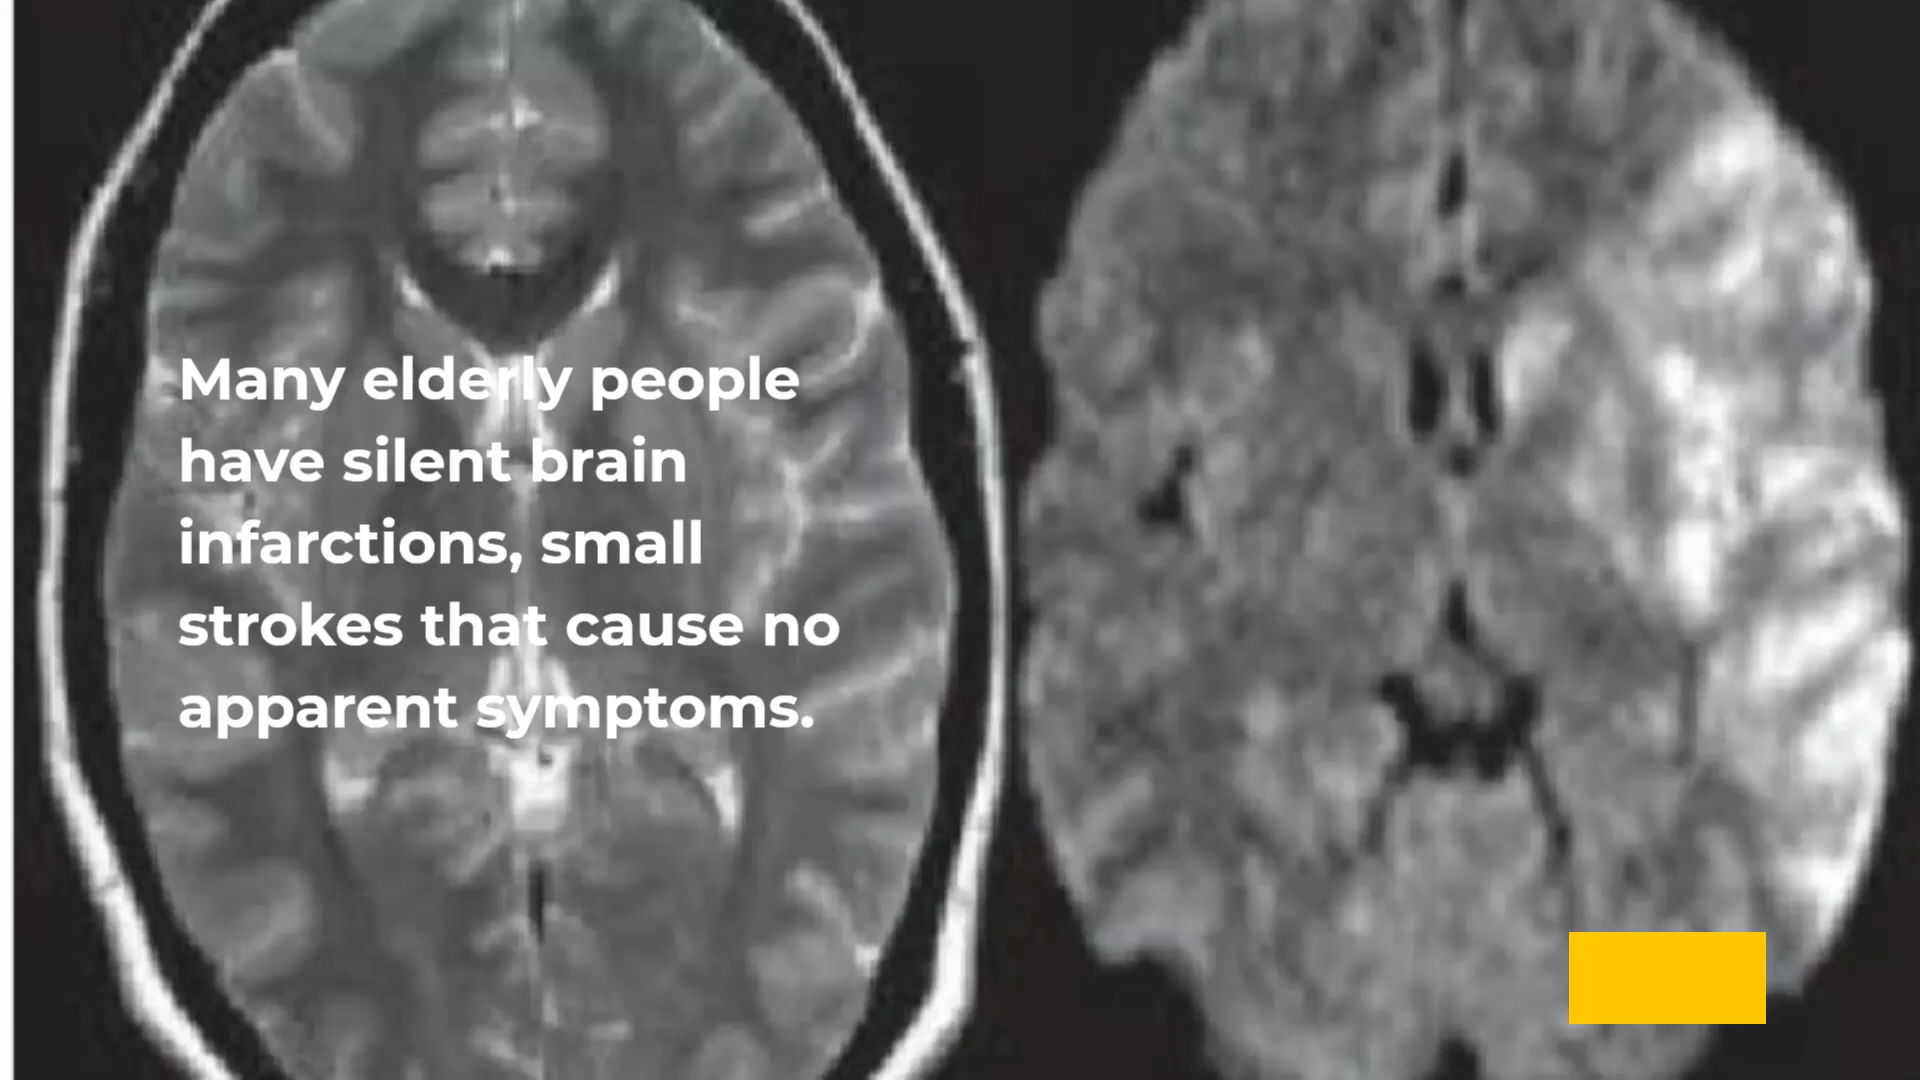 Many elderly people
have silent brain
infarctions, small
strokes that cause no
apparent symptoms.